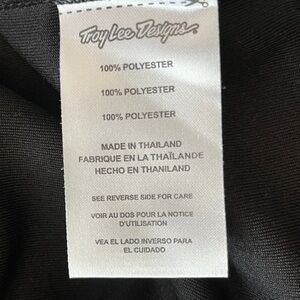 Troy Lee Designs
100% POLYESTER
100% POLYESTER
100% POLYESTER
MADE IN THAILAND
FABRIQUE EN LA THAÏLANDE
HECHO EN THANILAND
SEE REVERSE SIDE FOR CARE
VOIR AU DOS POUR LA NOTICE
D'UTILISATION
VEA EL LADO INVERSO PARA
EL CUIDADO